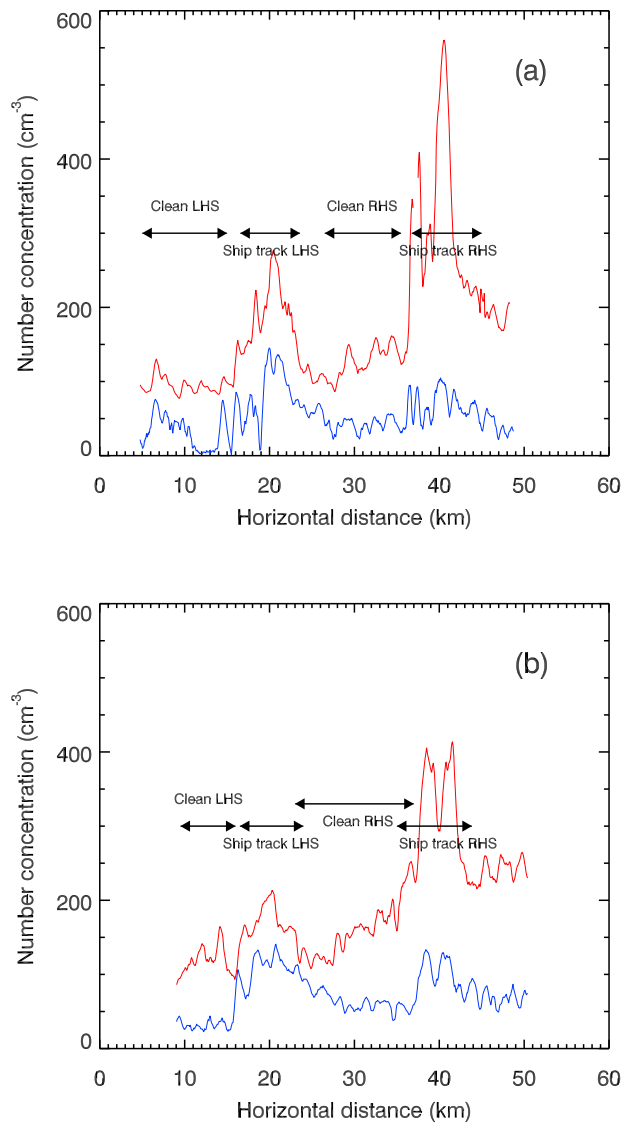 600
(a)
400
Clean LHS
Clean RHS
Ship track LHS
Ship track RHS
200
0
0 10 20 30 40 50 60
Number concentration (cm-3)
Horizontal distance (km)
600
(b)
400
Clean LHS
Clean RHS
Ship track LHS
Ship track RHS
200
0
0 10 20 30 40 50 60
Number concentration (cm-3)
Horizontal distance (km)